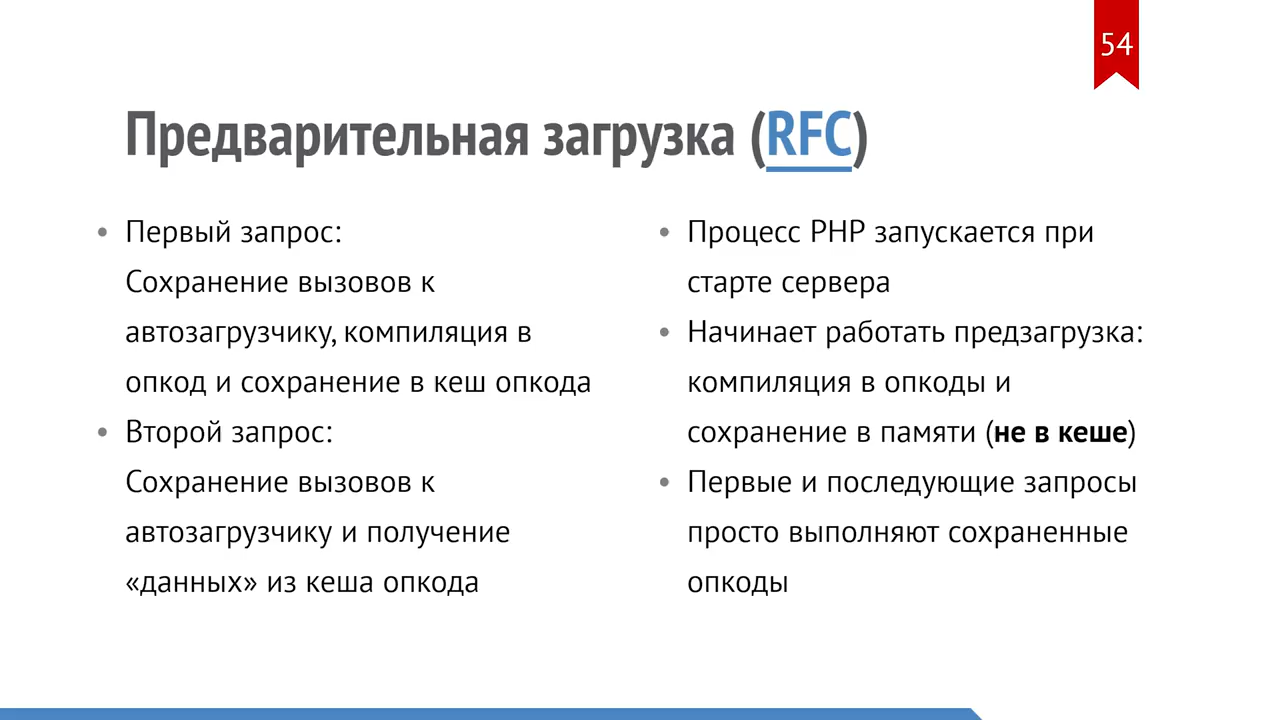 54
Предварительная загрузка (RFC)
• Первый запрос:
Сохранение вызовов к
автозагрузчику, компиляция в
опкод и сохранение в кеш опкода
• Второй запрос:
Сохранение вызовов к
автозагрузчику и получение
«данных» из кеша опкода
• Процесс PHP запускается при
старте сервера
• Начинает работать предзагрузка:
компиляция в опкоды и
сохранение в памяти (не в кеше)
• Первые и последующие запросы
просто выполняют сохраненные
опкоды